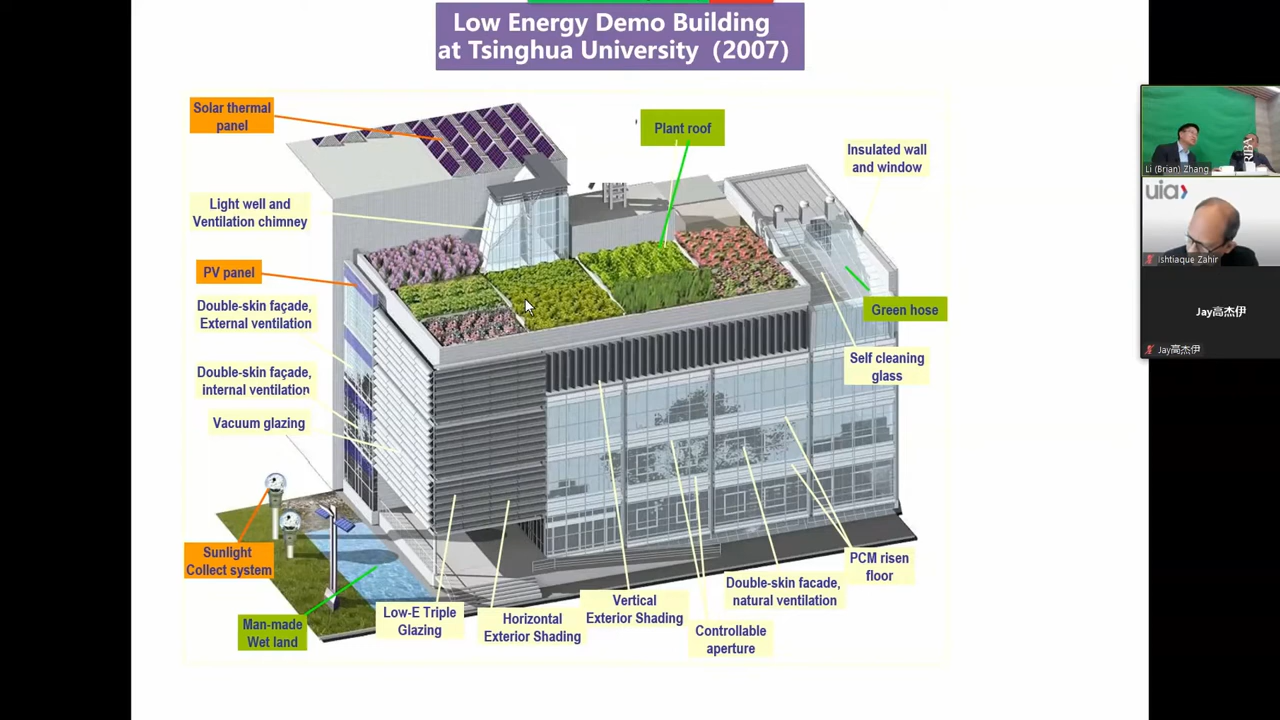 Low Energy Demo Building
at Tsinghua University (2007)
Solar thermal
panel
Plant roof
Insulated wall
and window
Light well and
Ventilation chimney
PV panel
Double-skin façade,
External ventilation
Green hose
Double-skin façade,
internal ventilation
Self cleaning
glass
Vacuum glazing
Sunlight
Collect system
Man-made
Wet land
Low-E Triple
Glazing
Horizontal
Exterior Shading
Vertical
Exterior Shading
Controllable
aperture
Double-skin facade,
natural ventilation
PCM risen
floor
RIBA
Li (Brian) Zhang
uia
Ishtiaque Zahir
Jay高杰伊
Jay高杰伊